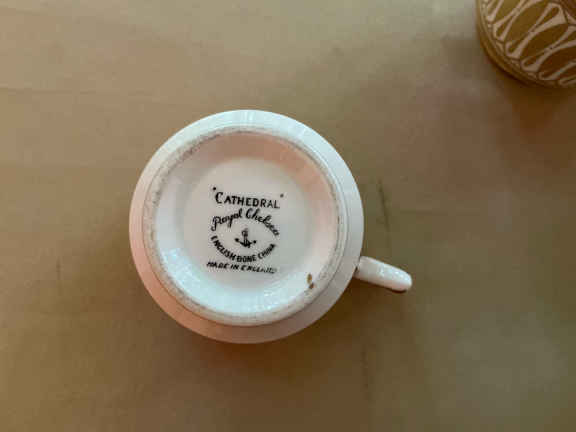 "CATHEDRAL"
Royal Chelsea
ENGLISH BONE CHINA
MADE IN ENGLAND